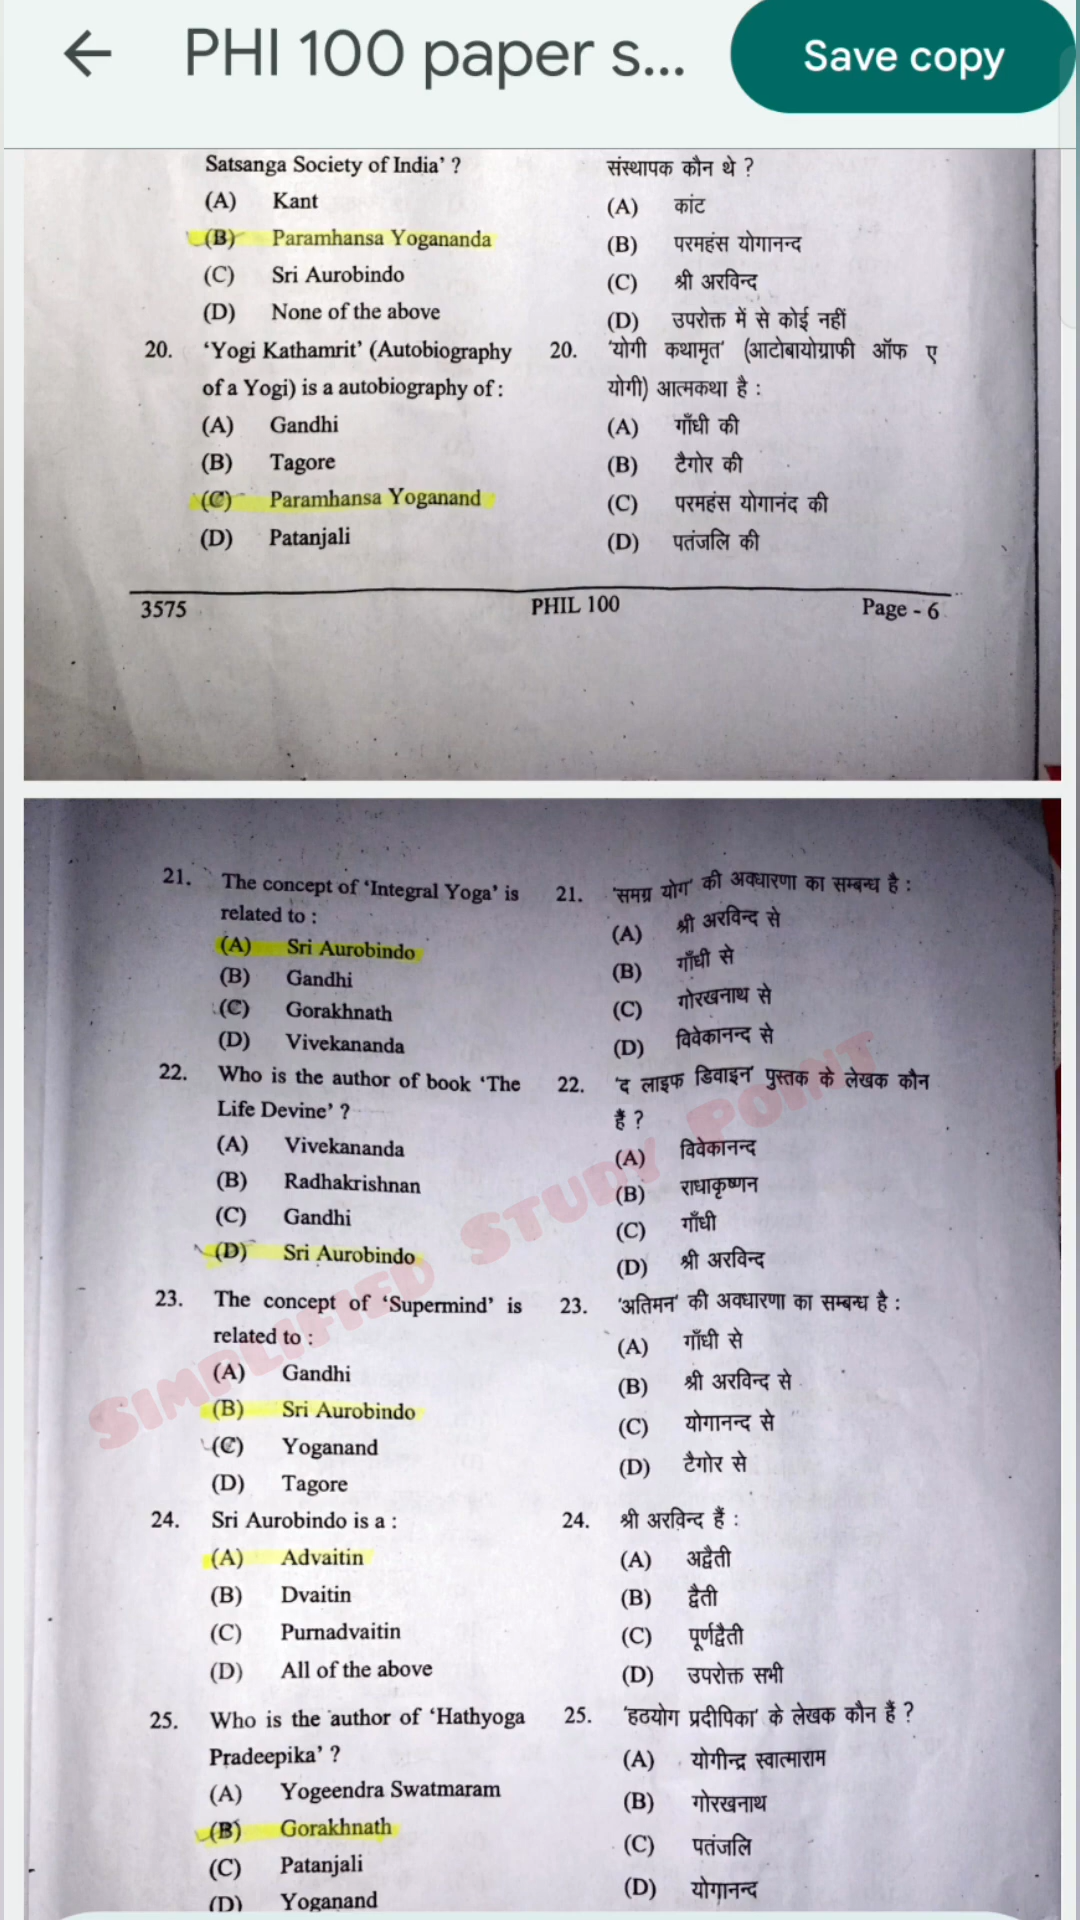 PHI 100 paper s...
Save copy
Satsanga Society of India' ?
(A) Kant
(B) Paramhansa Yogananda
(C) Sri Aurobindo
(D) None of the above
20. 'Yogi Kathamrit' (Autobiography
of a Yogi) is a autobiography of :
(A) Gandhi
(B) Tagore
(C) Paramhansa Yoganand
(D) Patanjali
संस्थापक कौन थे ?
(A) कांट
(B) परमहंस योगानन्द
(C) श्री अरविन्द
(D) उपरोक्त में से कोई नहीं
20. 'योगी कथामृत' (आटोबायोग्राफी ऑफ ए
योगी) आत्मकथा है :
(A) गाँधी की
(B) टैगोर की
(C) परमहंस योगानंद की
(D) पतंजलि की
3575 PHIL 100 Page - 6
21. The concept of 'Integral Yoga' is
related to :
(A) Sri Aurobindo
(B) Gandhi
(C) Gorakhnath
(D) Vivekananda
22. Who is the author of book 'The
Life Devine' ?
(A) Vivekananda
(B) Radhakrishnan
(C) Gandhi
(D) Sri Aurobindo
23. The concept of 'Supermind' is
related to :
(A) Gandhi
(B) Sri Aurobindo
(C) Yoganand
(D) Tagore
24. Sri Aurobindo is a :
(A) Advaitin
(B) Dvaitin
(C) Purnadvaitin
(D) All of the above
25. Who is the author of 'Hathyoga
Pradeepika' ?
(A) Yogeendra Swatmaram
(B) Gorakhnath
(C) Patanjali
(D) Yoganand
21. 'समग्र योग' की अवधारणा का सम्बन्ध है :
(A) श्री अरविन्द से
(B) गाँधी से
(C) गोरखनाथ से
(D) विवेकानन्द से
22. 'द लाइफ डिवाइन' पुस्तक के लेखक कौन
हैं ?
(A) विवेकानन्द
(B) राधाकृष्णन
(C) गाँधी
(D) श्री अरविन्द
23. 'अतिमन' की अवधारणा का सम्बन्ध है :
(A) गाँधी से
(B) श्री अरविन्द से
(C) योगानन्द से
(D) टैगोर से
24. श्री अरविन्द हैं :
(A) अद्वैती
(B) द्वैती
(C) पूर्णद्वैती
(D) उपरोक्त सभी
25. 'हठयोग प्रदीपिका' के लेखक कौन हैं ?
(A) योगीन्द्र स्वात्माराम
(B) गोरखनाथ
(C) पतंजलि
(D) योगानन्द
SIMPLIFIED STUDY POINT